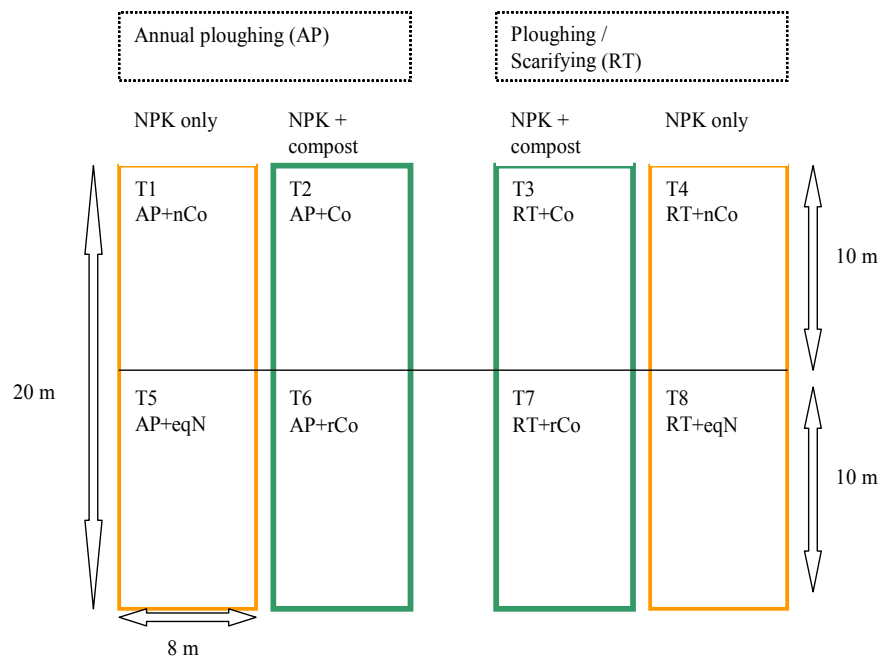 Annual ploughing (AP)
Ploughing /
Scarifying (RT)
NPK only
NPK +
compost
NPK +
compost
NPK only
T1
AP+nCo
T2
AP+Co
T3
RT+Co
T4
RT+nCo
10 m
20 m
T5
AP+eqN
T6
AP+rCo
T7
RT+rCo
T8
RT+eqN
10 m
8 m